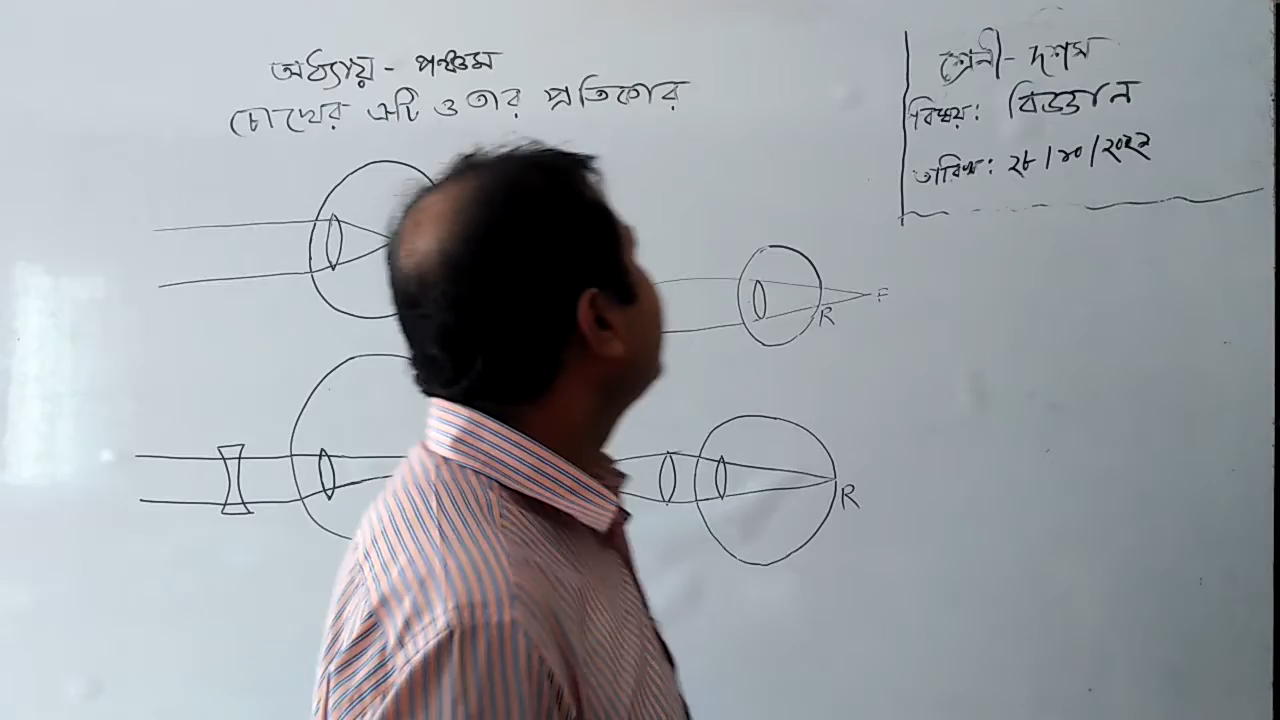 অধ্যায় - পঞ্চম
চোখের ত্রুটি ও তার প্রতিকার
শ্রেনী - দশম
বিষয়: বিজ্ঞান
তারিখ: ২৮/১০/২০২২
F
R
R